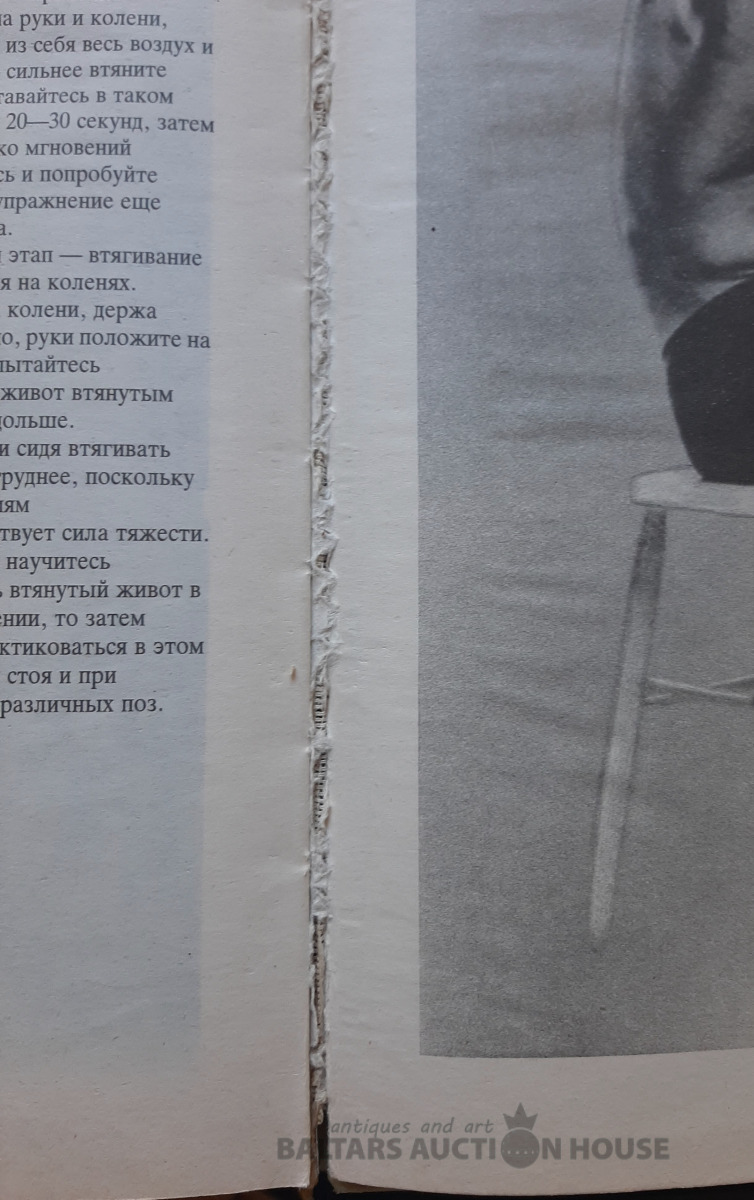 на руки и колени,
из себя весь воздух и
сильнее втяните
тавайтесь в таком
20—30 секунд, затем
ко мгновений
сь и попробуйте
упражнение еще
а.
й этап — втягивание
я на коленях.
колени, держа
о, руки положите на
пытайтесь
живот втянутым
дольше.
и сидя втягивать
труднее, поскольку
иям
твует сила тяжести.
научитесь
ь втянутый живот в
ении, то затем
ктиковаться в этом
стоя и при
различных поз.
antiques and art
BALTARS AUCTION HOUSE